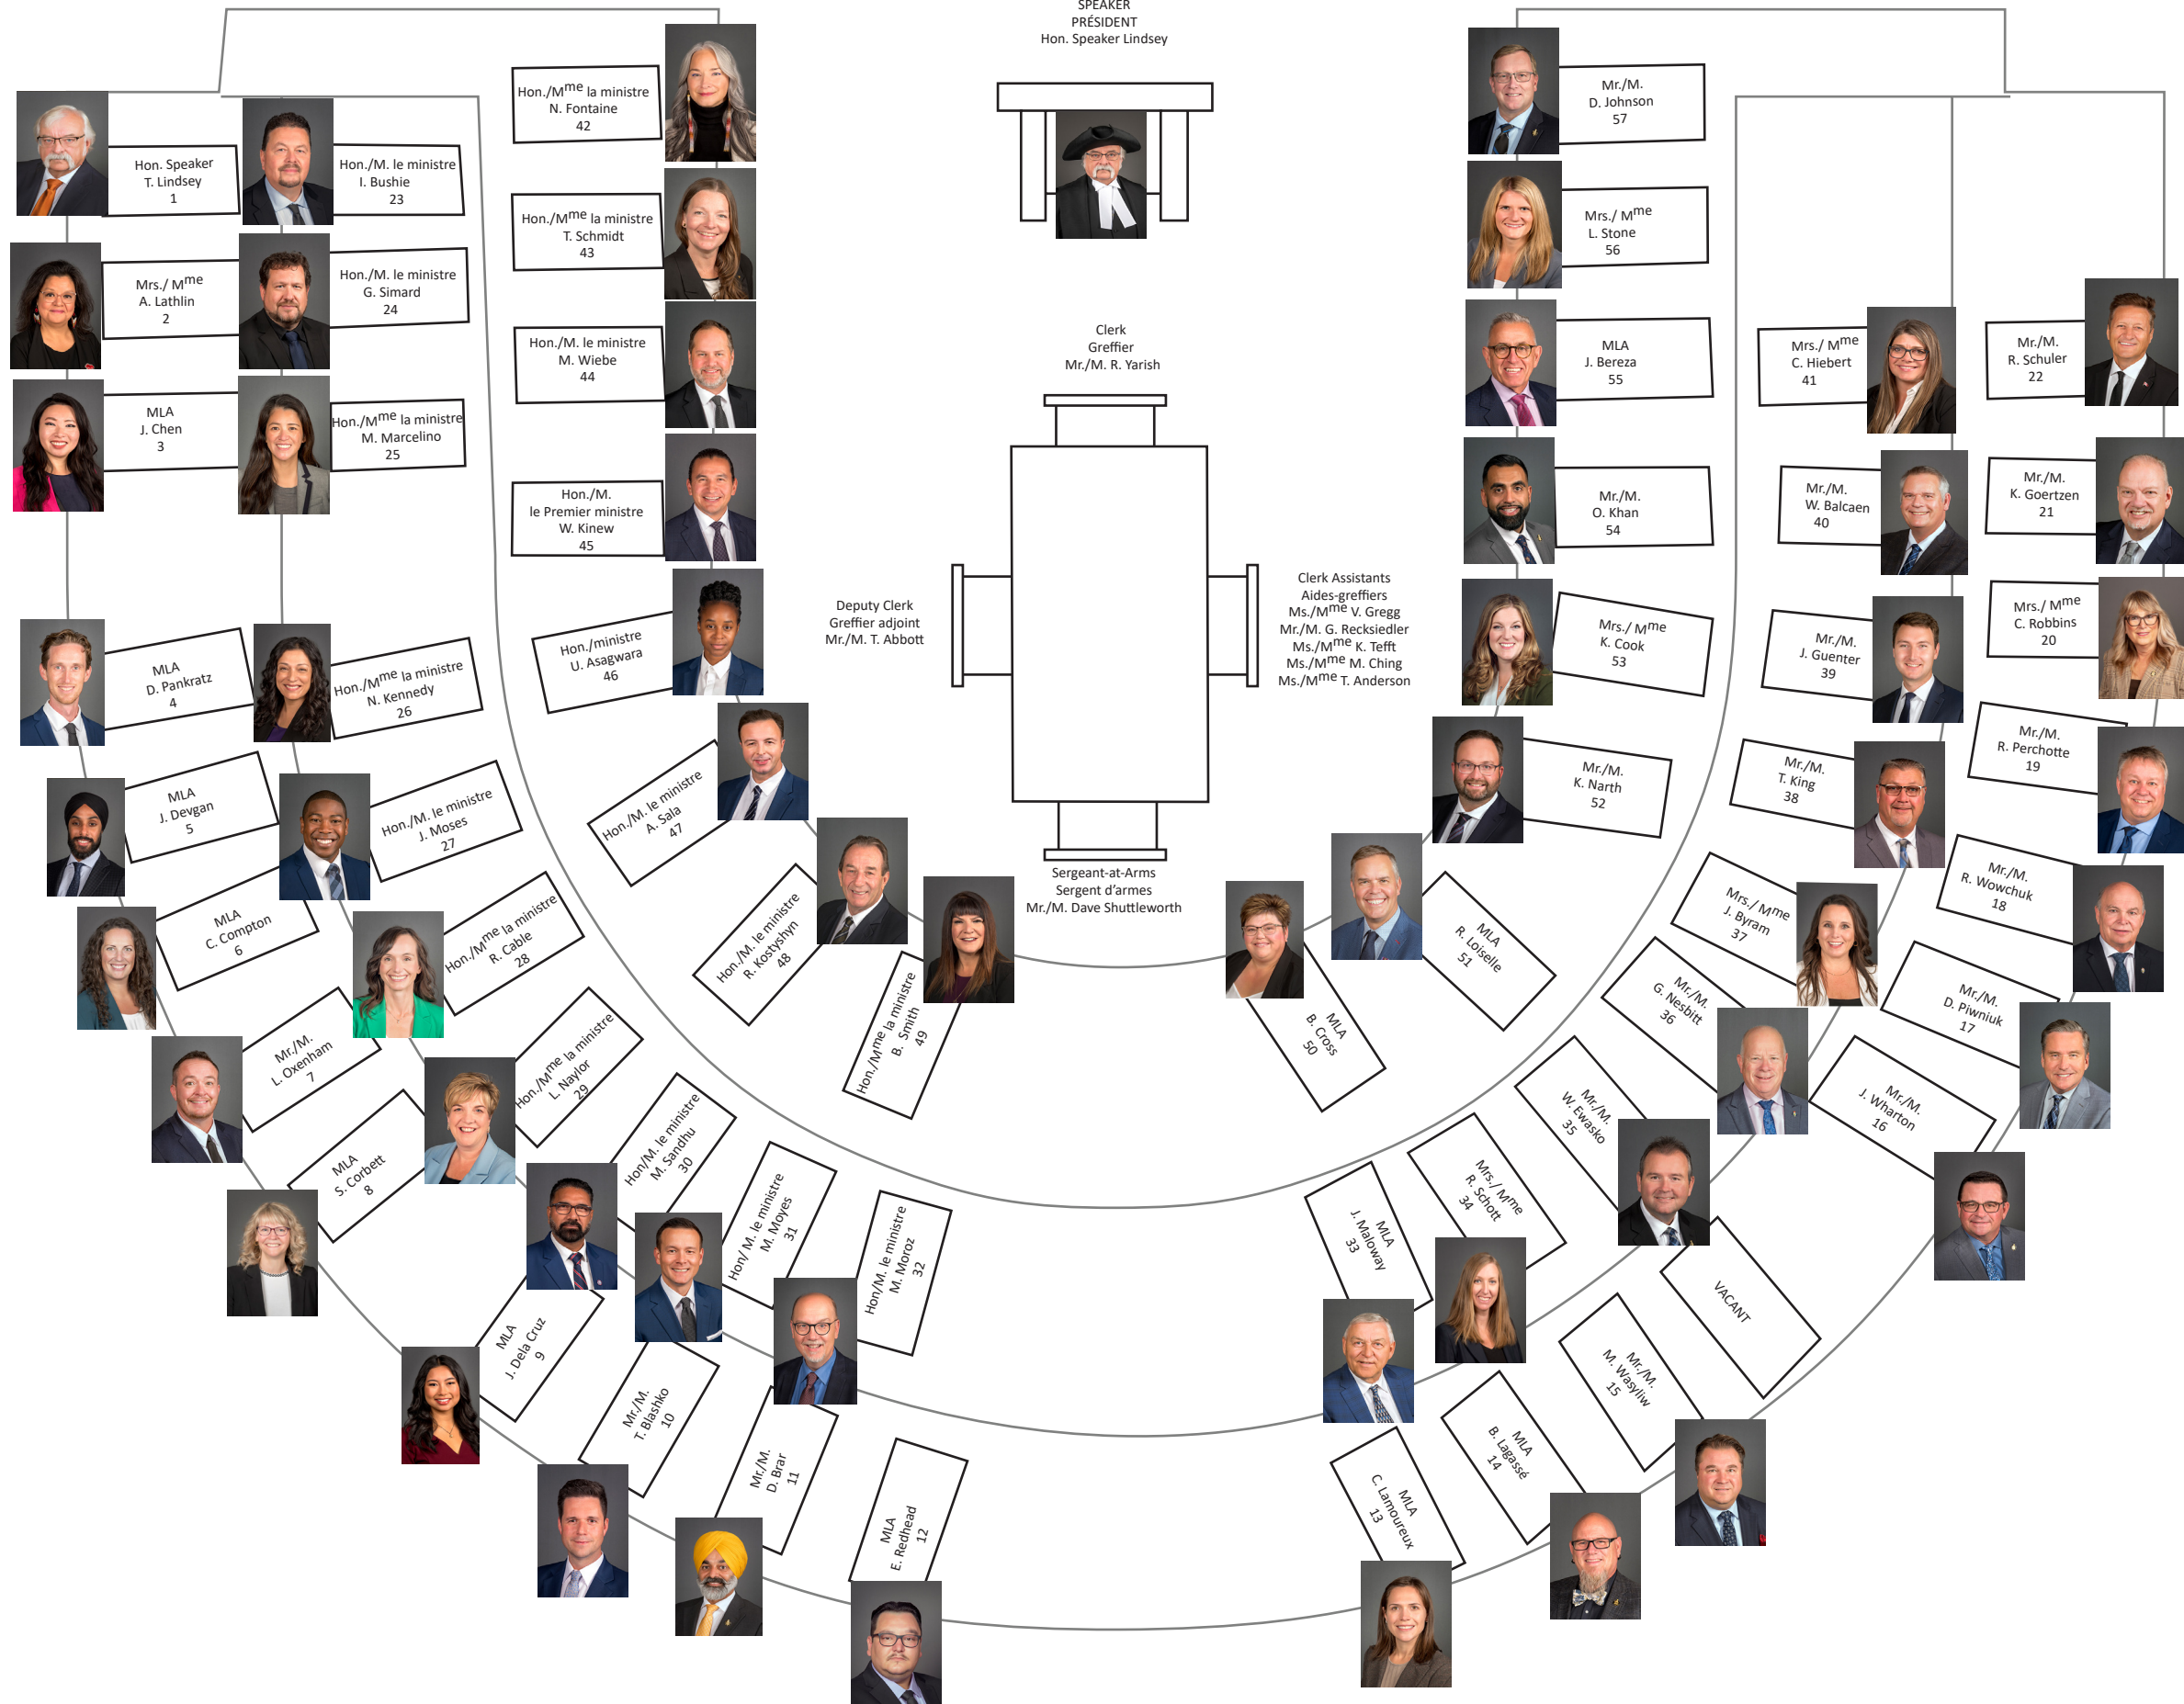 SPEAKER
PRÉSIDENT
Hon. Speaker Lindsey
Hon. Speaker
T. Lindsey
1
Mrs./ Mme
A. Lathlin
2
MLA
J. Chen
3
MLA
D. Pankratz
4
MLA
J. Devgan
5
MLA
C. Compton
6
Mr./M.
L. Oxenham
7
MLA
S. Corbett
8
MLA
J. Dela Cruz
9
Mr./M.
T. Blashko
10
Mr./M.
D. Brar
11
MLA
E. Redhead
12
MLA
C. Lamoureux
13
MLA
B. Lagassé
14
Mr./M.
M. Wasyliw
15
VACANT
Mr./M.
J. Wharton
16
Mr./M.
D. Piwniuk
17
Mr./M.
R. Wowchuk
18
Mr./M.
R. Perchotte
19
Mrs./ Mme
C. Robbins
20
Mr./M.
K. Goertzen
21
Mr./M.
R. Schuler
22
Hon./M. le ministre
I. Bushie
23
Hon./M. le ministre
G. Simard
24
Hon./Mme la ministre
M. Marcelino
25
Hon./Mme la ministre
N. Kennedy
26
Hon./M. le ministre
J. Moses
27
Hon./Mme la ministre
R. Cable
28
Hon./Mme la ministre
L. Naylor
29
Hon/M. le ministre
M. Sandhu
30
Hon/ M. le ministre
M. Moyes
31
Hon/M. le ministre
M. Moroz
32
MLA
J. Maloway
33
Mrs./ Mme
R. Schott
34
Mr./M.
W. Ewasko
35
Mr./M.
G. Nesbitt
36
Mrs./ Mme
J. Byram
37
Mr./M.
T. King
38
Mr./M.
J. Guenter
39
Mr./M.
W. Balcaen
40
Mrs./ Mme
C. Hiebert
41
Hon./Mme la ministre
N. Fontaine
42
Hon./Mme la ministre
T. Schmidt
43
Hon./M. le ministre
M. Wiebe
44
Hon./M.
le Premier ministre
W. Kinew
45
Hon./ministre
U. Asagwara
46
Hon./M. le ministre
A. Sala
47
Hon./M. le ministre
R. Kostyshyn
48
Hon./Mme la ministre
B. Smith
49
MLA
B. Cross
50
MLA
R. Loiselle
51
Mr./M.
K. Narth
52
Mrs./ Mme
K. Cook
53
Mr./M.
O. Khan
54
MLA
J. Bereza
55
Mrs./ Mme
L. Stone
56
Mr./M.
D. Johnson
57
Clerk
Greffier
Mr./M. R. Yarish
Deputy Clerk
Greffier adjoint
Mr./M. T. Abbott
Clerk Assistants
Aides-greffiers
Ms./Mme V. Gregg
Mr./M. G. Recksiedler
Ms./Mme K. Tefft
Ms./Mme M. Ching
Ms./Mme T. Anderson
Sergeant-at-Arms
Sergent d'armes
Mr./M. Dave Shuttleworth